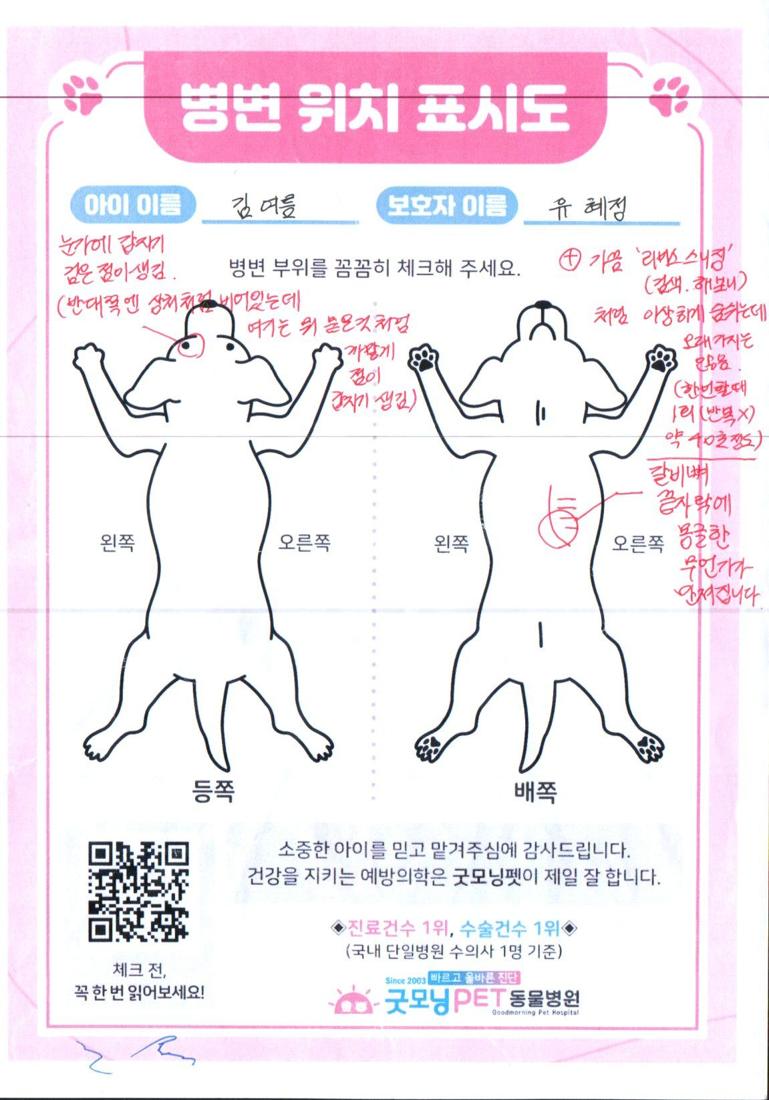 병변 위치 표시도
아이 이름 김여름 보호자 이름 유혜정
눈가에 갑자기
검은 점이 생김.
(반대쪽엔 상처처럼 비어있는데
여기는 뭐 묻은것처럼
까맣게
점이
갑자기 생김)
병변 부위를 꼼꼼히 체크해 주세요.
⊕ 가끔 '리버스 스니징'
(검색.해보니)
처럼 이상하게 숨쉬는데
오래가지는
않음.
(한번할때
1회 (반복X)
약 40초정도)
갈비뼈
끝자락에
몽글한
무언가가
만져집니다
왼쪽 오른쪽
왼쪽 오른쪽
등쪽
배쪽
소중한 아이를 믿고 맡겨주심에 감사드립니다.
건강을 지키는 예방의학은 굿모닝펫이 제일 잘 합니다.
◈진료건수 1위, 수술건수 1위◈
(국내 단일병원 수의사 1명 기준)
체크 전,
꼭 한 번 읽어보세요!
Since 2003 빠르고 올바른 진단
굿모닝PET 동물병원
Goodmorning Pet Hospital